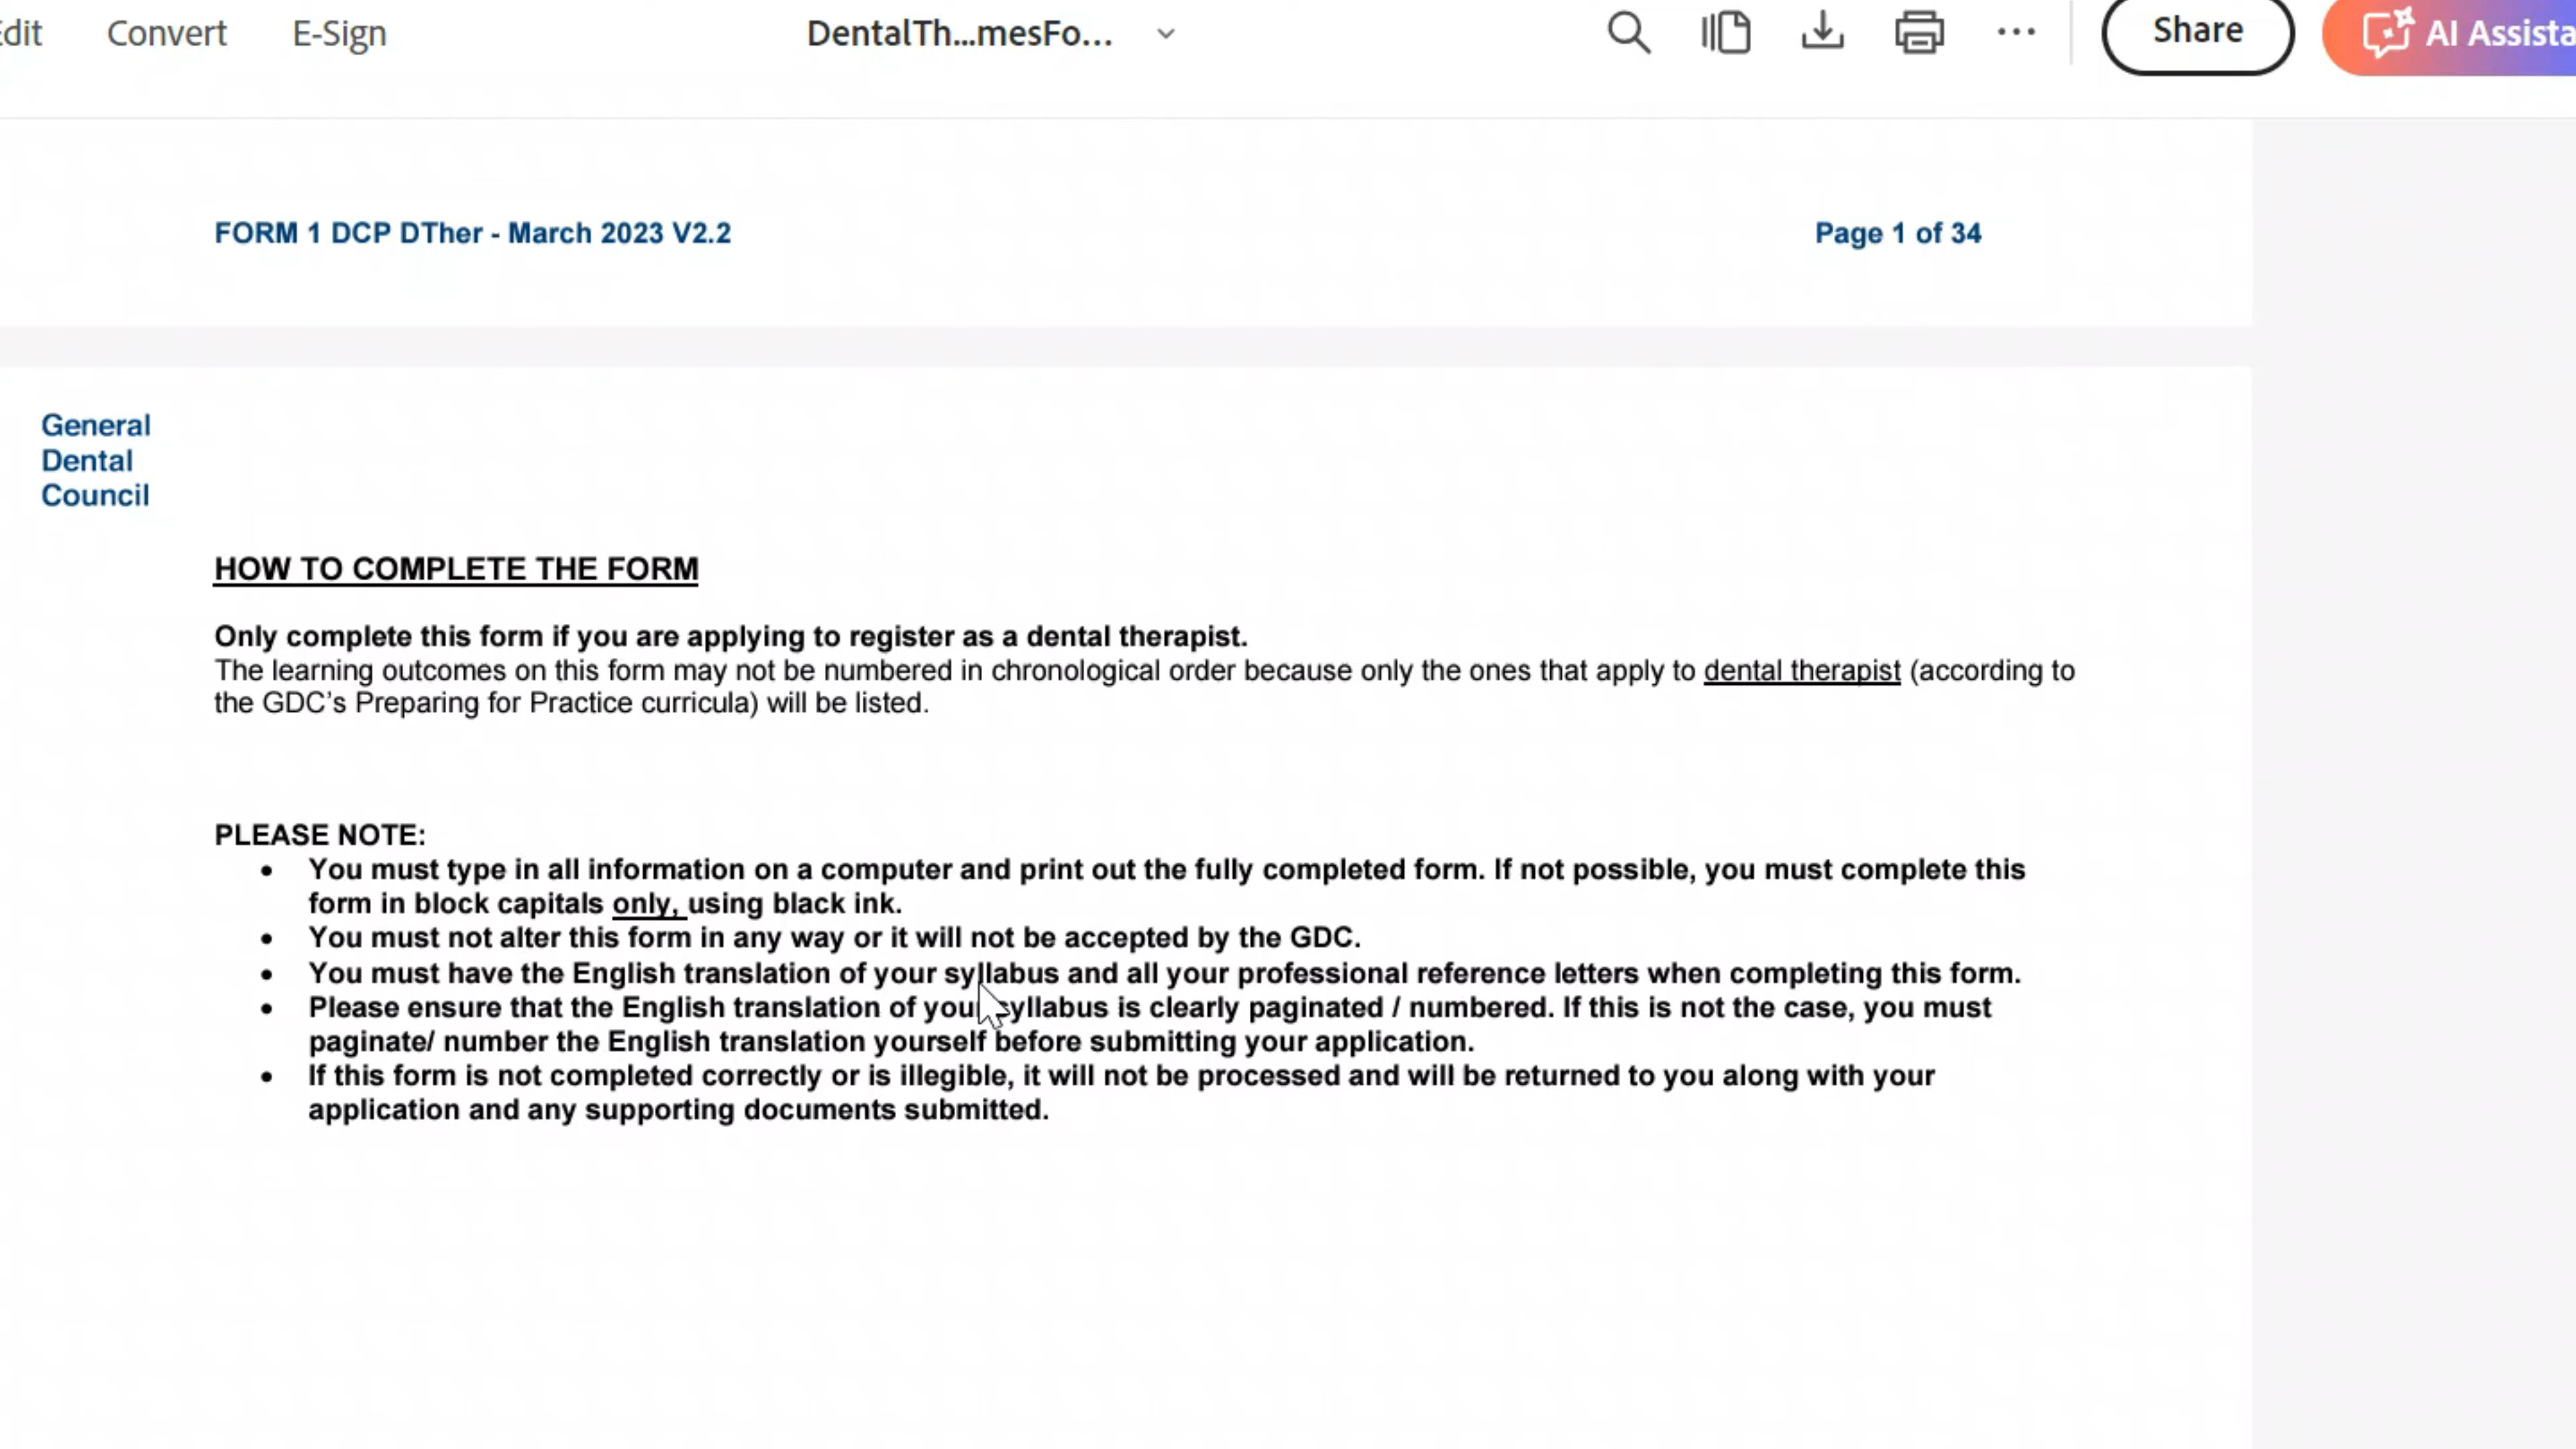 Convert E-Sign DentalTh...mesFo... Share AI
FORM 1 DCP DTher - March 2023 V2.2 Page 1 of 34
General
Dental
Council
HOW TO COMPLETE THE FORM
Only complete this form if you are applying to register as a dental therapist.
The learning outcomes on this form may not be numbered in chronological order because only the ones that apply to dental therapist (according to
the GDC's Preparing for Practice curricula) will be listed.
PLEASE NOTE:
• You must type in all information on a computer and print out the fully completed form. If not possible, you must complete this
form in block capitals only, using black ink.
• You must not alter this form in any way or it will not be accepted by the GDC.
• You must have the English translation of your syllabus and all your professional reference letters when completing this form.
• Please ensure that the English translation of your syllabus is clearly paginated / numbered. If this is not the case, you must
paginate/ number the English translation yourself before submitting your application.
• If this form is not completed correctly or is illegible, it will not be processed and will be returned to you along with your
application and any supporting documents submitted.